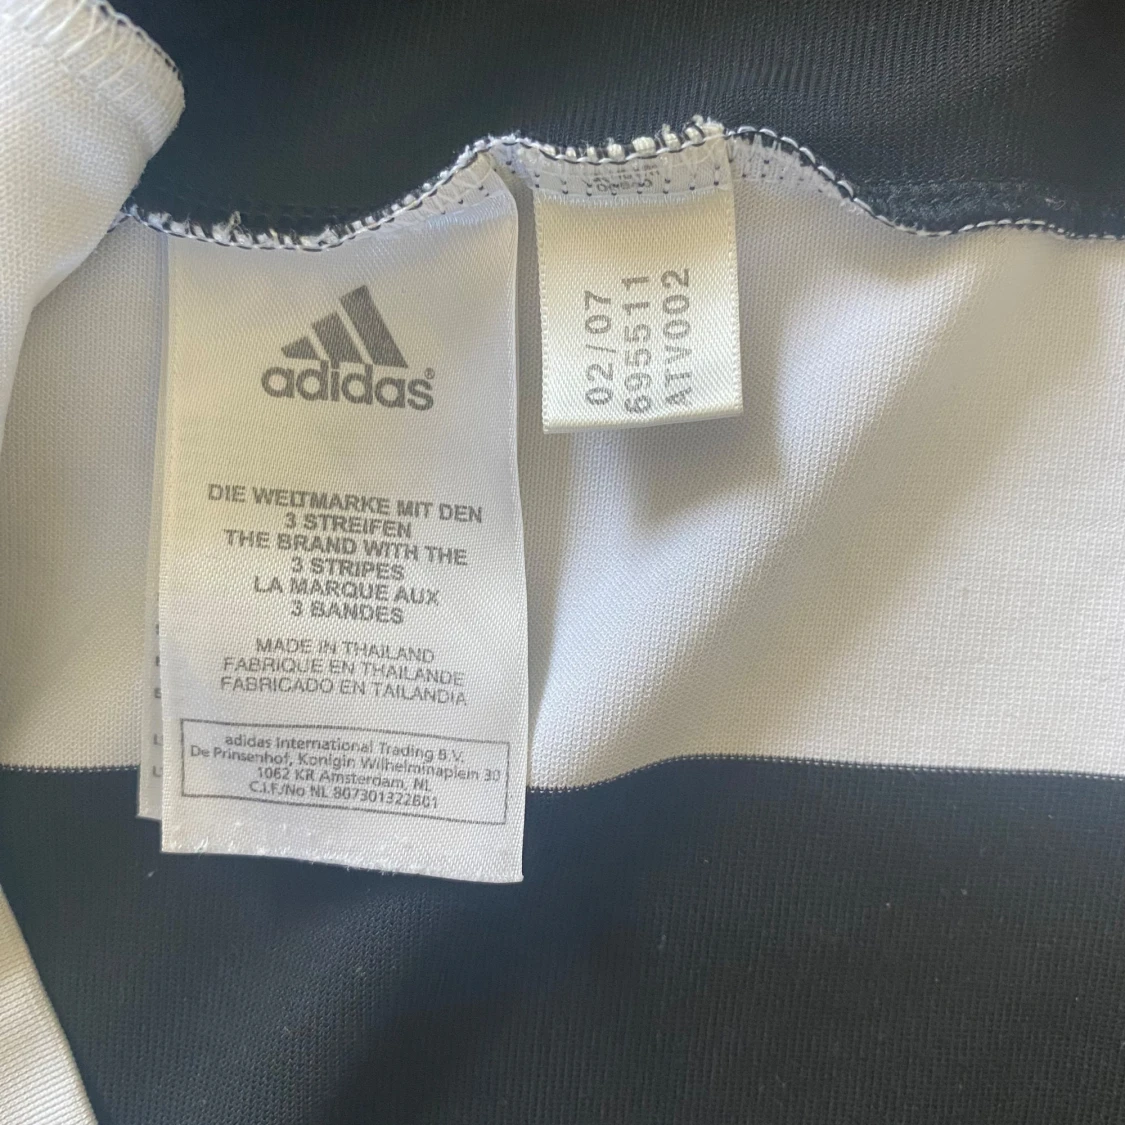 adidas®
DIE WELTMARKE MIT DEN
3 STREIFEN
THE BRAND WITH THE
3 STRIPES
LA MARQUE AUX
3 BANDES
MADE IN THAILAND
FABRIQUE EN THAILANDE
FABRICADO EN TAILANDIA
adidas International Trading B.V.
De Prinsenhof, Konigin Wilhelminaplein 30
1062 KR Amsterdam, NL
C.I.F./No NL 807301322B01
02/07
695511
ATV002